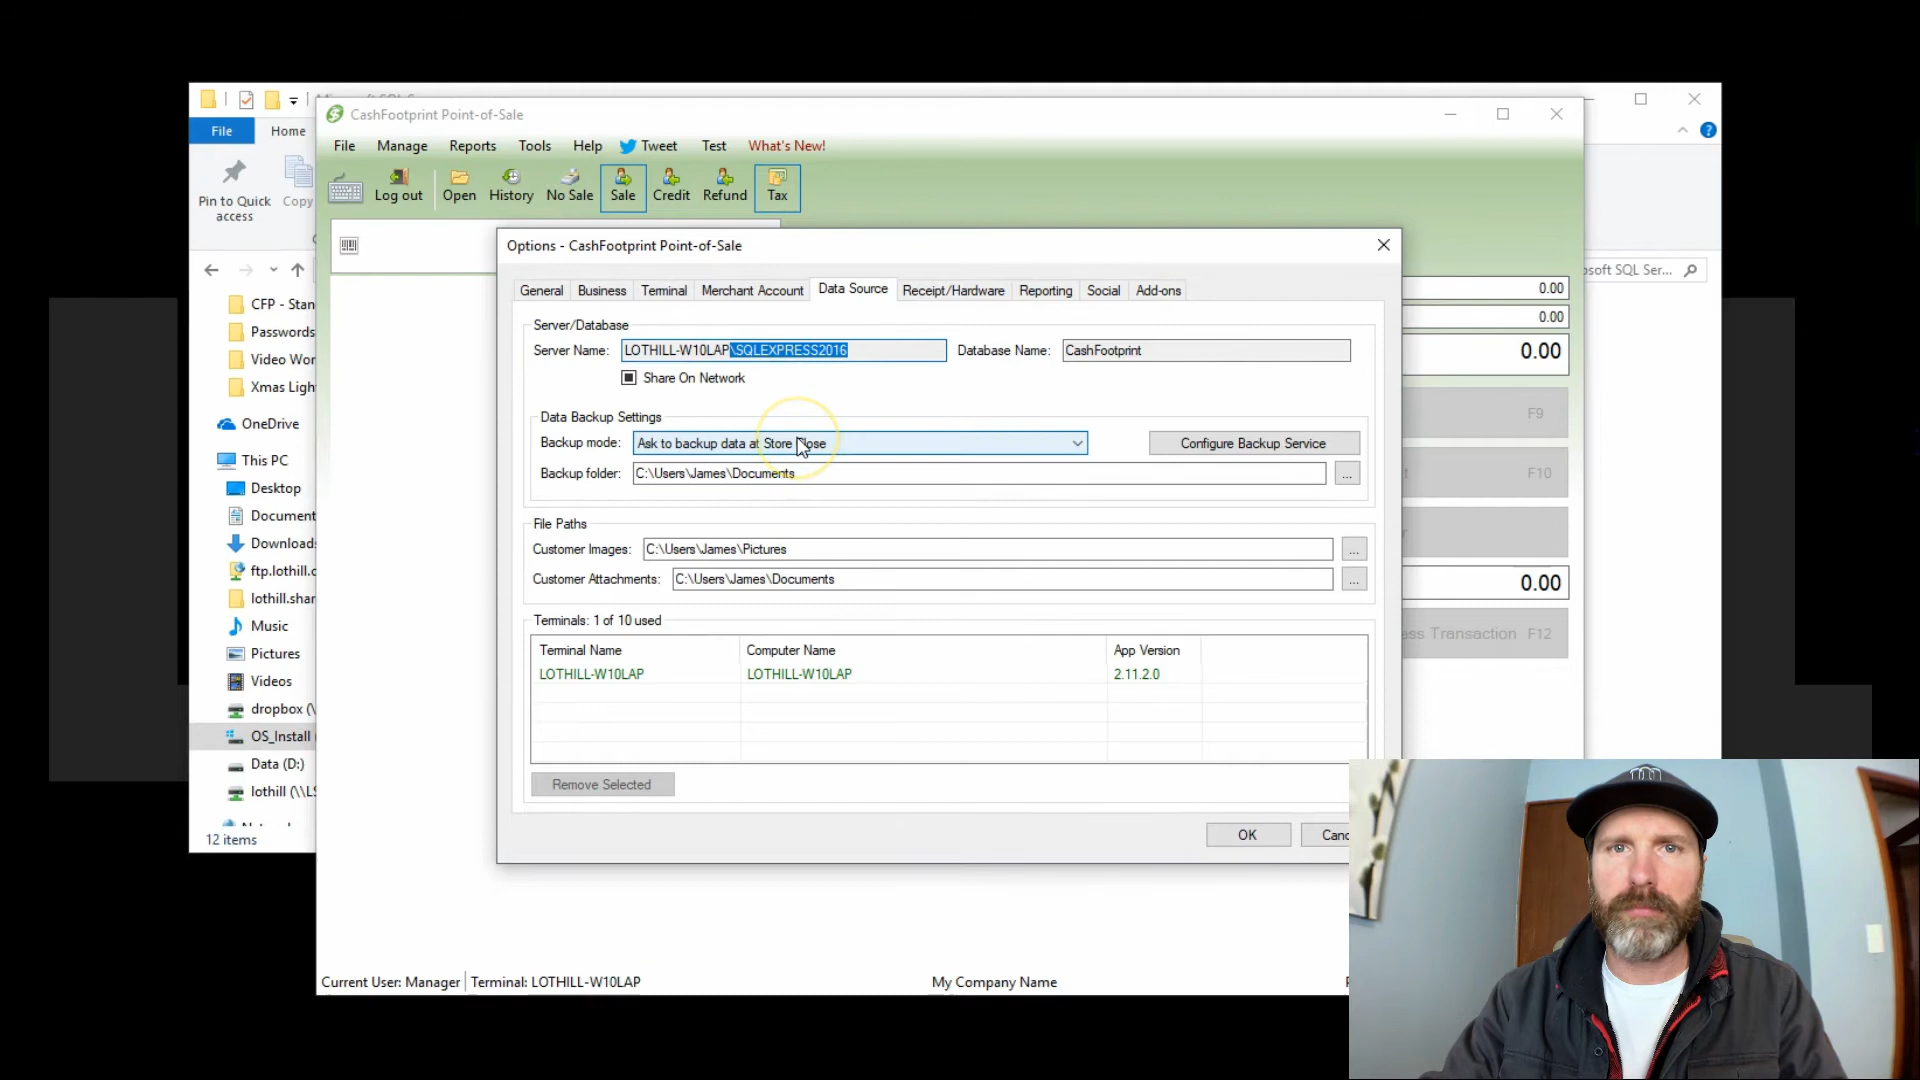 File
Home
Pin to Quick access
Copy
CashFootprint Point-of-Sale
File Manage Reports Tools Help Tweet Test What's New!
Log out Open History No Sale Sale Credit Refund Tax
Options - CashFootprint Point-of-Sale
General Business Terminal Merchant Account Data Source Receipt/Hardware Reporting Social Add-ons
Server/Database
Server Name: LOTHILL-W10LAP\SQLEXPRESS2016 Database Name: CashFootprint
Share On Network
Data Backup Settings
Backup mode: Ask to backup data at Store Close Configure Backup Service
Backup folder: C:\Users\James\Documents ...
File Paths
Customer Images: C:\Users\James\Pictures ...
Customer Attachments: C:\Users\James\Documents ...
Terminals: 1 of 10 used
Terminal Name Computer Name App Version
LOTHILL-W10LAP LOTHILL-W10LAP 2.11.2.0
Remove Selected
OK Canc
osoft SQL Ser...
0.00
0.00
0.00
F9
F10
0.00
ess Transaction F12
CFP - Stan
Passwords
Video Wor
Xmas Ligh
OneDrive
This PC
Desktop
Document
Download
ftp.lothill.c
lothill.shar
Music
Pictures
Videos
dropbox (\
OS_Install (
Data (D:)
lothill (\\LS
12 items
Current User: Manager Terminal: LOTHILL-W10LAP My Company Name